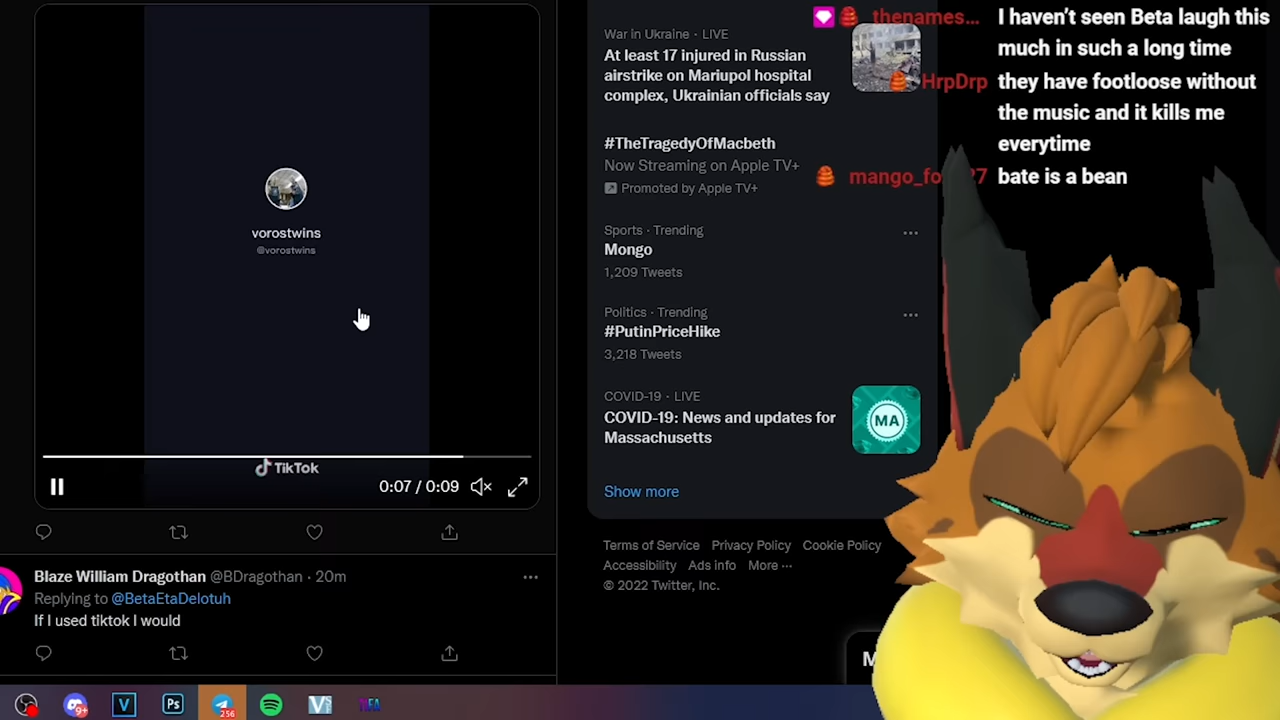 vorostwins
@vorostwins
TikTok
0:07 / 0:09
Blaze William Dragothan @BDragothan · 20m
Replying to @BetaEtaDelotuh
If I used tiktok I would
War in Ukraine · LIVE
At least 17 injured in Russian
airstrike on Mariupol hospital
complex, Ukrainian officials say
#TheTragedyOfMacbeth
Now Streaming on Apple TV+
Promoted by Apple TV+
Sports · Trending
Mongo
1,209 Tweets
Politics · Trending
#PutinPriceHike
3,218 Tweets
COVID-19 · LIVE
COVID-19: News and updates for
Massachusetts
MA
Show more
Terms of Service Privacy Policy Cookie Policy
Accessibility Ads info More ...
© 2022 Twitter, Inc.
thenames... I haven't seen Beta laugh this
much in such a long time
HrpDrp they have footloose without
the music and it kills me
everytime
bate is a bean
9+
V
Ps
256
V